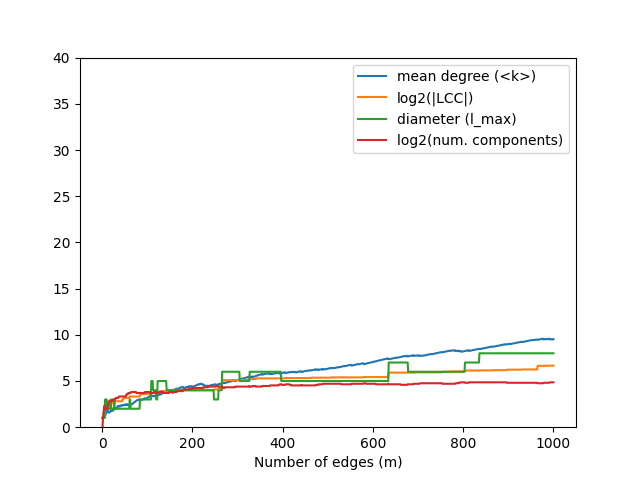 40
35
30
25
20
15
10
5
0
mean degree (<k>)
log2(|LCC|)
diameter (l_max)
log2(num. components)
0 200 400 600 800 1000
Number of edges (m)